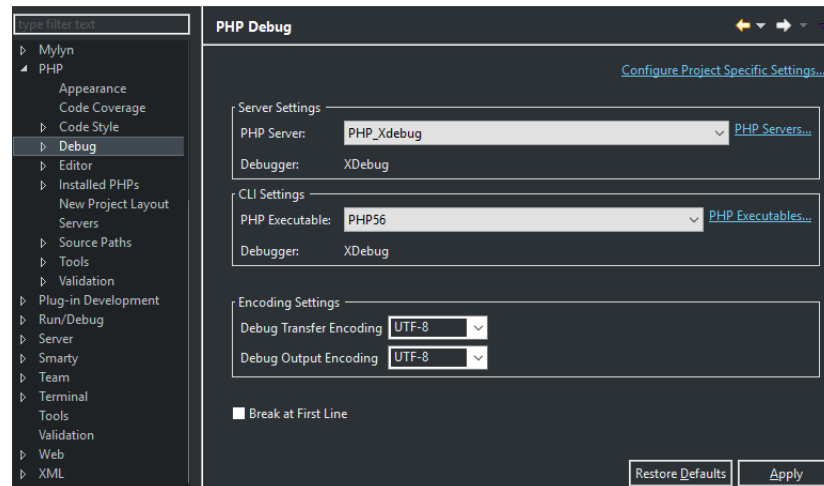 type filter text
Mylyn
PHP
Appearance
Code Coverage
Code Style
Debug
Editor
Installed PHPs
New Project Layout
Servers
Source Paths
Tools
Validation
Plug-in Development
Run/Debug
Server
Smarty
Team
Terminal
Tools
Validation
Web
XML
PHP Debug
Configure Project Specific Settings...
Server Settings
PHP Server: PHP_Xdebug PHP Servers...
Debugger: XDebug
CLI Settings
PHP Executable: PHP56 PHP Executables...
Debugger: XDebug
Encoding Settings
Debug Transfer Encoding UTF-8
Debug Output Encoding UTF-8
Break at First Line
Restore Defaults Apply